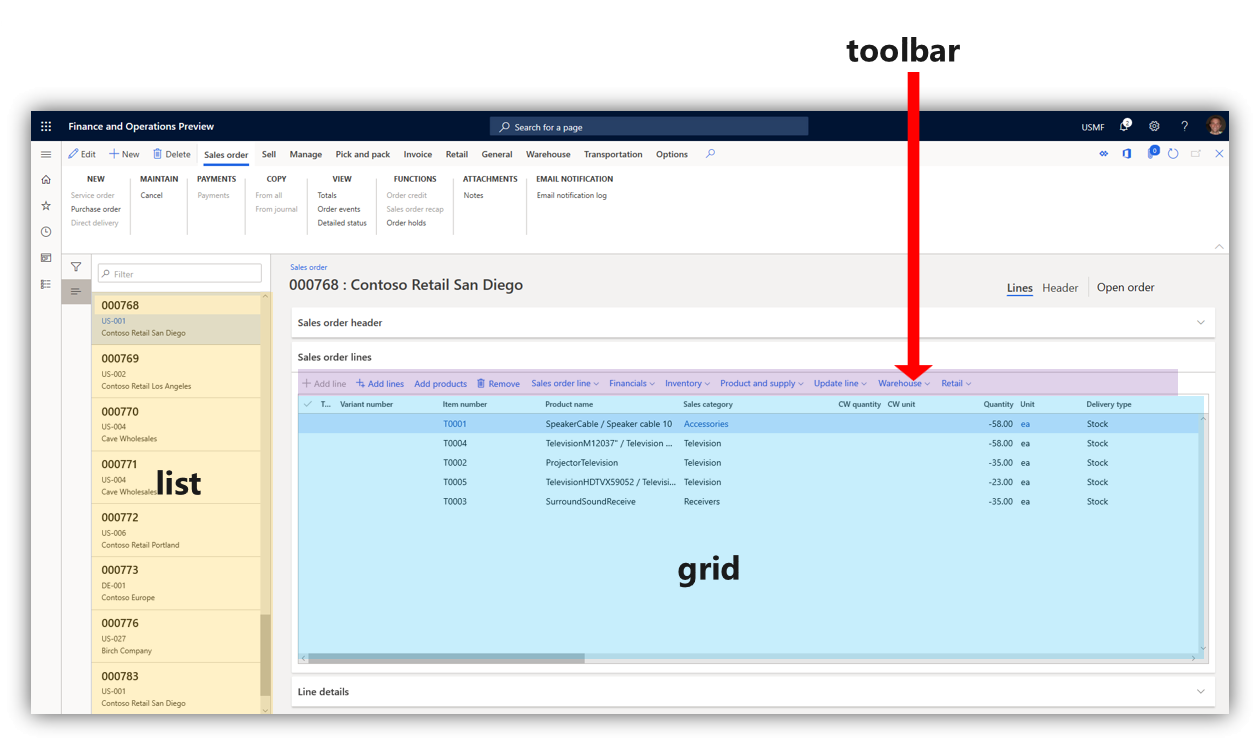 toolbar
Finance and Operations Preview Search for a page USMF 2 ?
Edit New Delete Sales order Sell Manage Pick and pack Invoice Retail General Warehouse Transportation Options 0
NEW MAINTAIN PAYMENTS COPY VIEW FUNCTIONS ATTACHMENTS EMAIL NOTIFICATION
Service order Cancel Payments From all Totals Order credit Notes Email notification log
Purchase order From journal Order events Sales order recap
Direct delivery Detailed status Order holds
Filter
Sales order
000768 : Contoso Retail San Diego
Lines Header Open order
000768
US-001
Contoso Retail San Diego
000769
US-002
Contoso Retail Los Angeles
000770
US-004
Cave Wholesales
000771
US-004
Cave Wholesales
list
000772
US-006
Contoso Retail Portland
000773
DE-001
Contoso Europe
000776
US-027
Birch Company
000783
US-001
Contoso Retail San Diego
Sales order header
Sales order lines
Add line Add lines Add products Remove Sales order line Financials Inventory Product and supply Update line Warehouse Retail
T... Variant number Item number Product name Sales category CW quantity CW unit Quantity Unit Delivery type
T0001 SpeakerCable / Speaker cable 10 Accessories -58.00 ea Stock
T0004 TelevisionM12037" / Television ... Television -58.00 ea Stock
T0002 ProjectorTelevision Television -35.00 ea Stock
T0005 TelevisionHDTVX59052 / Televisi... Television -23.00 ea Stock
T0003 SurroundSoundReceive Receivers -35.00 ea Stock
grid
Line details